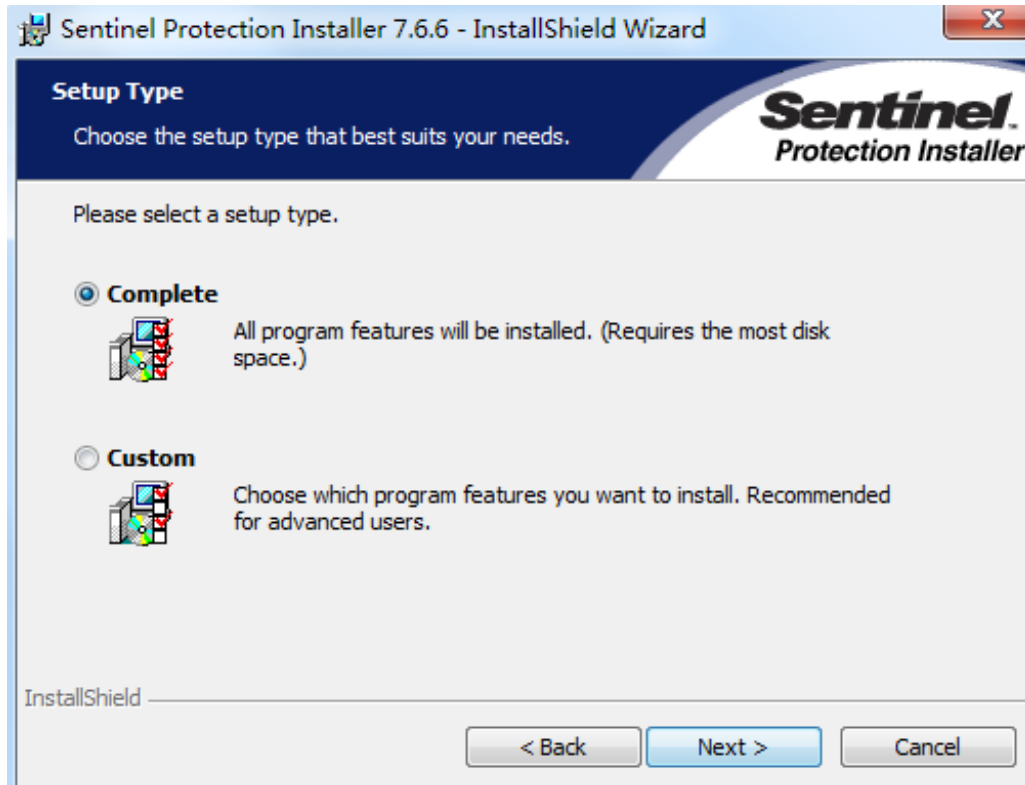 Sentinel Protection Installer 7.6.6 - InstallShield Wizard
Setup Type
Choose the setup type that best suits your needs.
Sentinel.
Protection Installer
Please select a setup type.
Complete
All program features will be installed. (Requires the most disk
space.)
Custom
Choose which program features you want to install. Recommended
for advanced users.
InstallShield
< Back
Next >
Cancel